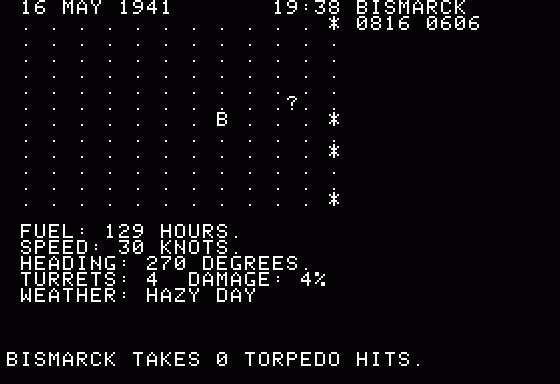 16 MAY 1941 19:38 BISMARCK
. . . . . . . . . . . . . * 0816 0606
. . . . . . . . . . . . . .
. . . . . . . . . . . . . .
. . . . . . . . . . . . . .
. . . . . . . . . . . . . .
. . . . . . . . . . . . ? . .
. . . . . . . B . . . . . *
. . . . . . . . . . . . . .
. . . . . . . . . . . . . *
. . . . . . . . . . . . . .
. . . . . . . . . . . . . .
. . . . . . . . . . . . . *
FUEL: 129 HOURS.
SPEED: 30 KNOTS.
HEADING: 270 DEGREES.
TURRETS: 4 DAMAGE: 4%
WEATHER: HAZY DAY
BISMARCK TAKES 0 TORPEDO HITS.